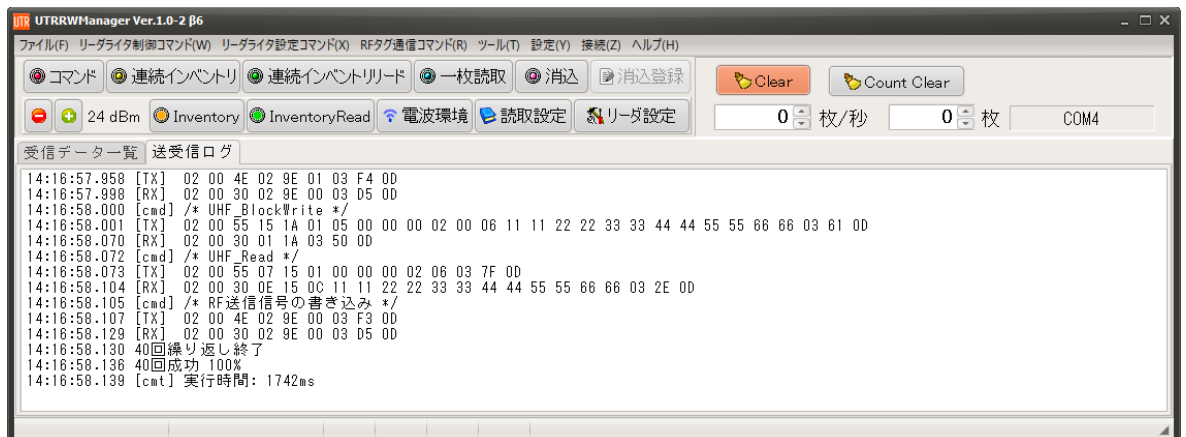 UTR UTRRWManager Ver.1.0-2 β6
ファイル(F) リーダライタ制御コマンド(W) リーダライタ設定コマンド(X) RFタグ通信コマンド(R) ツール(T) 設定(Y) 接続(Z) ヘルプ(H)
コマンド 連続インベントリ 連続インベントリリード 一枚読取 消込 消込登録 Clear Count Clear
24 dBm Inventory InventoryRead 電波環境 読取設定 リーダ設定 0 枚/秒 0 枚 COM4
受信データ一覧 送受信ログ
14:16:57.958 [TX] 02 00 4E 02 9E 01 03 F4 0D
14:16:57.998 [RX] 02 00 30 02 9E 00 03 D5 0D
14:16:58.000 [cmd] /* UHF_BlockWrite */
14:16:58.001 [TX] 02 00 55 15 1A 01 05 00 00 00 02 00 06 11 11 22 22 33 33 44 44 55 55 66 66 03 61 0D
14:16:58.070 [RX] 02 00 30 01 1A 03 50 0D
14:16:58.072 [cmd] /* UHF_Read */
14:16:58.073 [TX] 02 00 55 07 15 01 00 00 00 02 06 03 7F 0D
14:16:58.104 [RX] 02 00 30 0E 15 0C 11 11 22 22 33 33 44 44 55 55 66 66 03 2E 0D
14:16:58.105 [cmd] /* RF送信信号の書き込み */
14:16:58.107 [TX] 02 00 4E 02 9E 00 03 F3 0D
14:16:58.129 [RX] 02 00 30 02 9E 00 03 D5 0D
14:16:58.130 40回繰り返し終了
14:16:58.136 40回成功 100%
14:16:58.139 [cmt] 実行時間: 1742ms